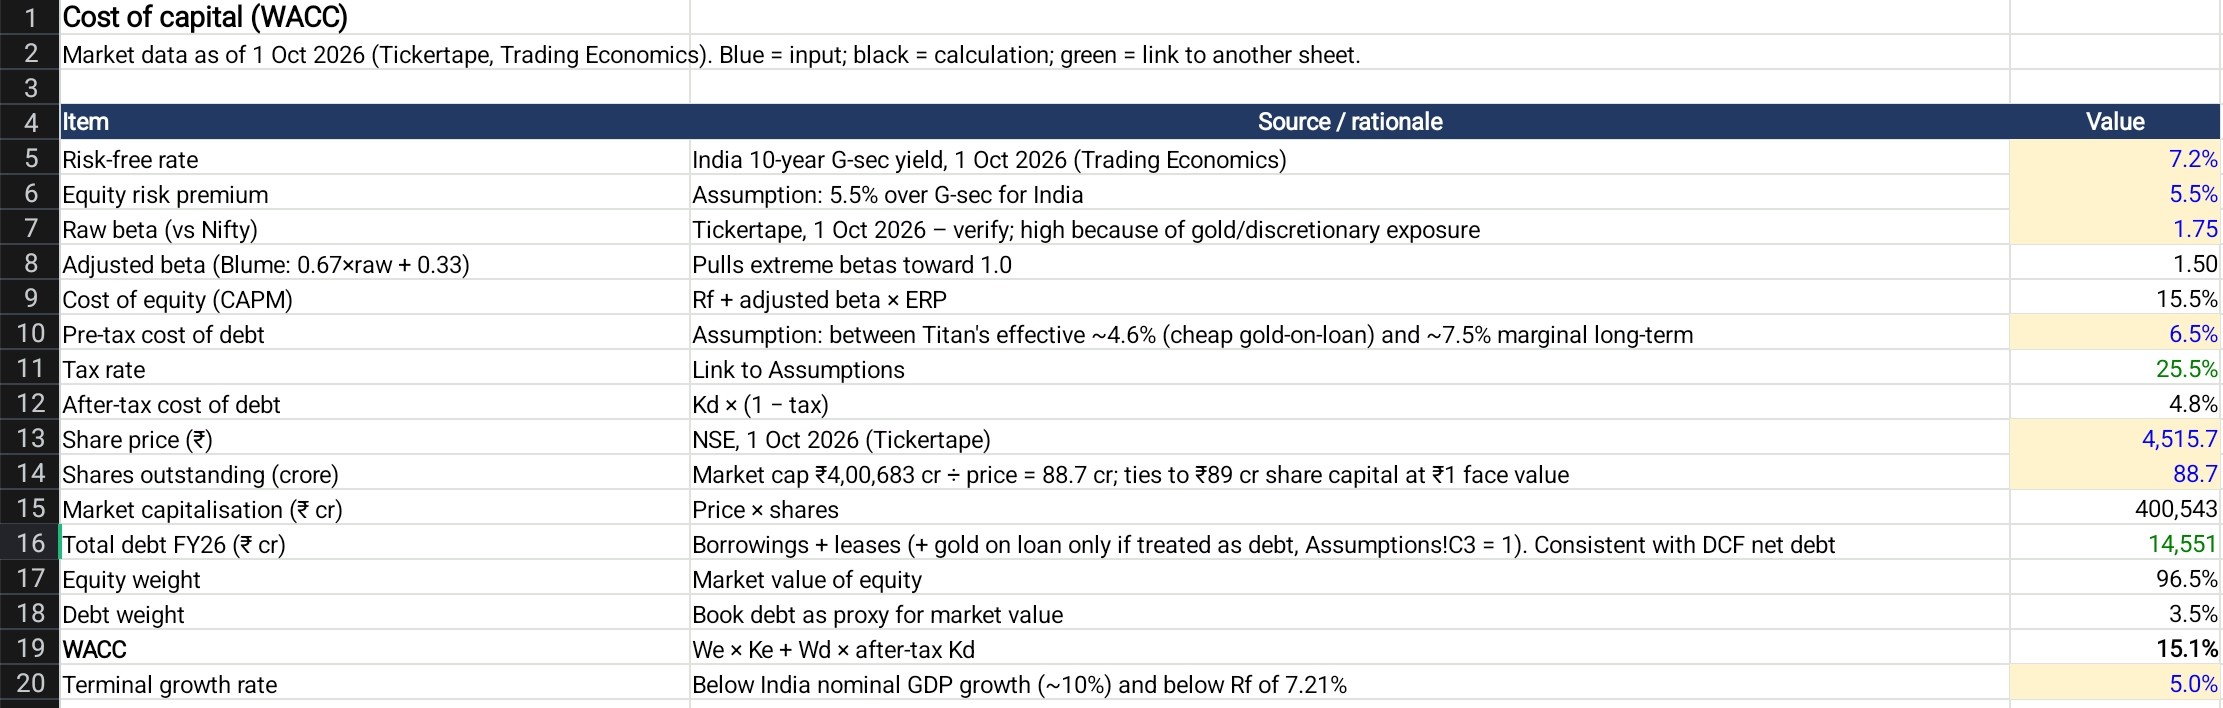 1 Cost of capital (WACC)
2 Market data as of 1 Oct 2026 (Tickertape, Trading Economics). Blue = input; black = calculation; green = link to another sheet.
3
4 Item Source / rationale Value
5 Risk-free rate India 10-year G-sec yield, 1 Oct 2026 (Trading Economics) 7.2%
6 Equity risk premium Assumption: 5.5% over G-sec for India 5.5%
7 Raw beta (vs Nifty) Tickertape, 1 Oct 2026 – verify; high because of gold/discretionary exposure 1.75
8 Adjusted beta (Blume: 0.67×raw + 0.33) Pulls extreme betas toward 1.0 1.50
9 Cost of equity (CAPM) Rf + adjusted beta × ERP 15.5%
10 Pre-tax cost of debt Assumption: between Titan's effective ~4.6% (cheap gold-on-loan) and ~7.5% marginal long-term 6.5%
11 Tax rate Link to Assumptions 25.5%
12 After-tax cost of debt Kd × (1 − tax) 4.8%
13 Share price (₹) NSE, 1 Oct 2026 (Tickertape) 4,515.7
14 Shares outstanding (crore) Market cap ₹4,00,683 cr ÷ price = 88.7 cr; ties to ₹89 cr share capital at ₹1 face value 88.7
15 Market capitalisation (₹ cr) Price × shares 400,543
16 Total debt FY26 (₹ cr) Borrowings + leases (+ gold on loan only if treated as debt, Assumptions!C3 = 1). Consistent with DCF net debt 14,551
17 Equity weight Market value of equity 96.5%
18 Debt weight Book debt as proxy for market value 3.5%
19 WACC We × Ke + Wd × after-tax Kd 15.1%
20 Terminal growth rate Below India nominal GDP growth (~10%) and below Rf of 7.21% 5.0%